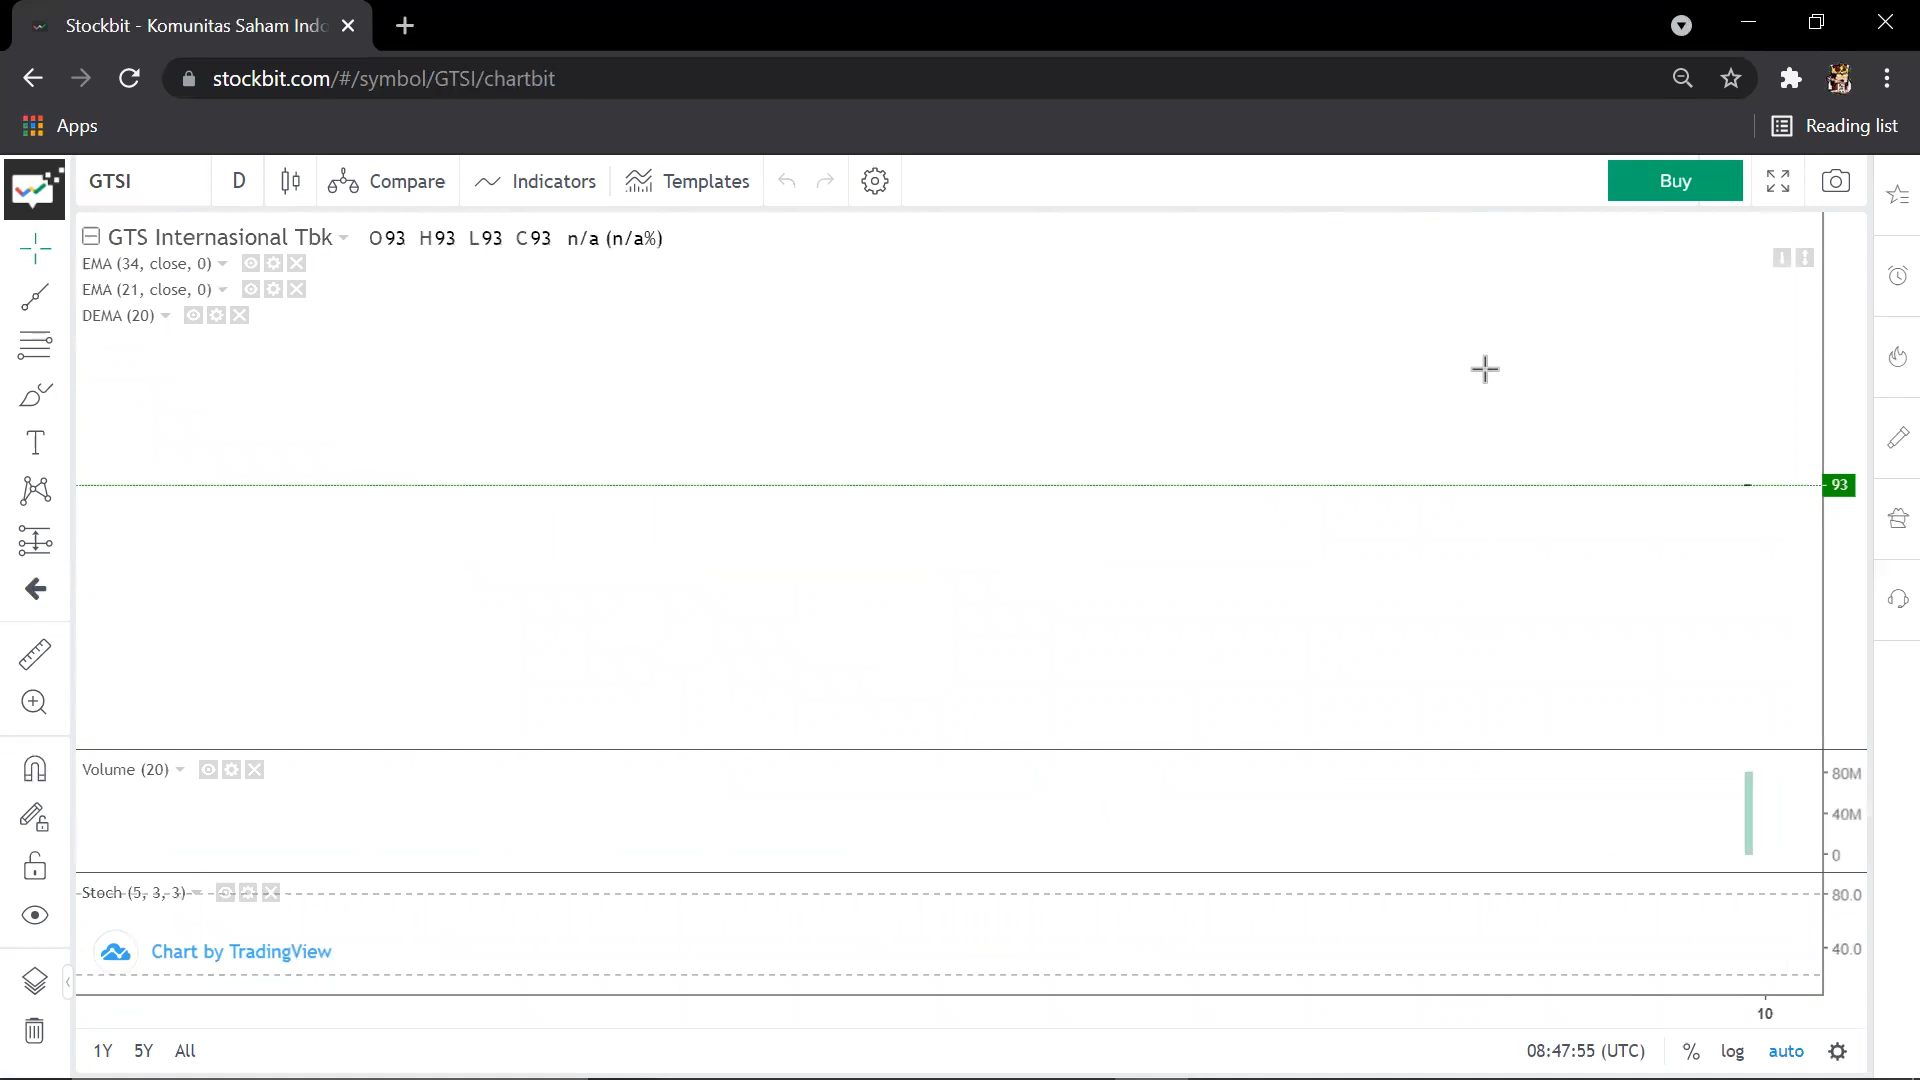 Stockbit - Komunitas Saham Indo
stockbit.com/#/symbol/GTSI/chartbit
Apps
Reading list
GTSI D Compare Indicators Templates Buy
GTS Internasional Tbk O93 H93 L93 C93 n/a (n/a%)
EMA (34, close, 0)
EMA (21, close, 0)
DEMA (20)
93
Volume (20)
80M
40M
0
Stoch (5, 3, 3)
80.0
Chart by TradingView
40.0
10
1Y 5Y All 08:47:55 (UTC) % log auto